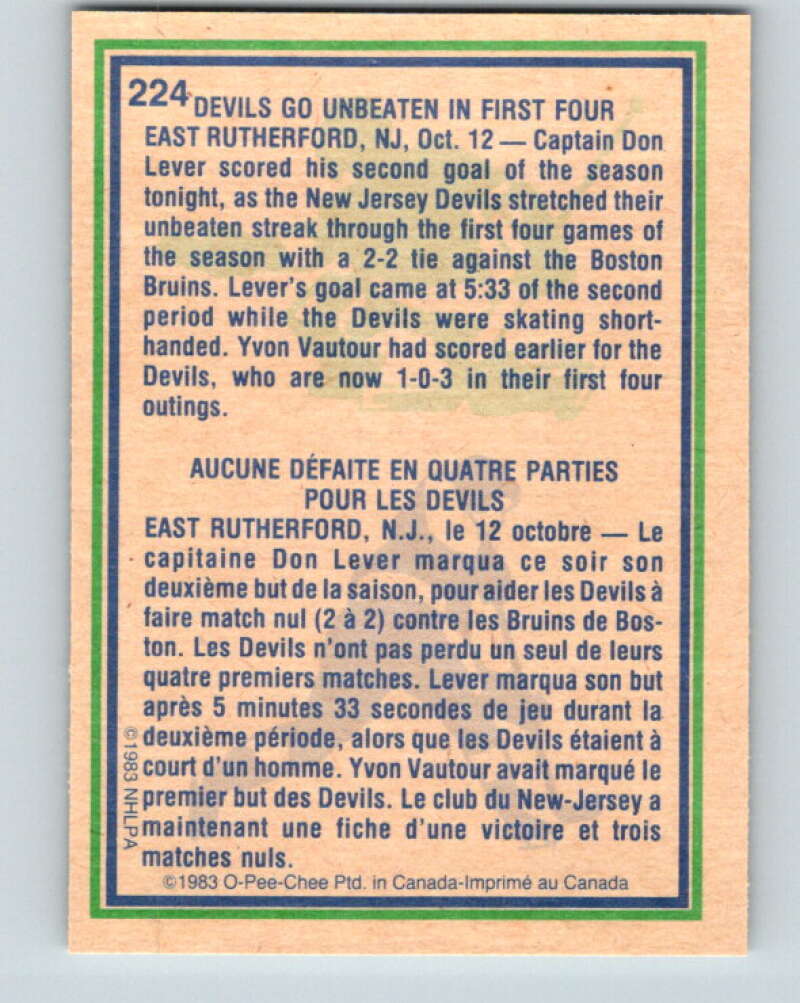 224 DEVILS GO UNBEATEN IN FIRST FOUR
EAST RUTHERFORD, NJ, Oct. 12 — Captain Don
Lever scored his second goal of the season
tonight, as the New Jersey Devils stretched their
unbeaten streak through the first four games of
the season with a 2-2 tie against the Boston
Bruins. Lever's goal came at 5:33 of the second
period while the Devils were skating short-
handed. Yvon Vautour had scored earlier for the
Devils, who are now 1-0-3 in their first four
outings.
AUCUNE DÉFAITE EN QUATRE PARTIES
POUR LES DEVILS
EAST RUTHERFORD, N.J., le 12 octobre — Le
capitaine Don Lever marqua ce soir son
deuxième but de la saison, pour aider les Devils à
faire match nul (2 à 2) contre les Bruins de Bos-
ton. Les Devils n'ont pas perdu un seul de leurs
quatre premiers matches. Lever marqua son but
après 5 minutes 33 secondes de jeu durant la
deuxième période, alors que les Devils étaient à
court d'un homme. Yvon Vautour avait marqué le
premier but des Devils. Le club du New-Jersey a
maintenant une fiche d'une victoire et trois
matches nuls.
©1983 NHLPA
©1983 O-Pee-Chee Ptd. in Canada-Imprimé au Canada